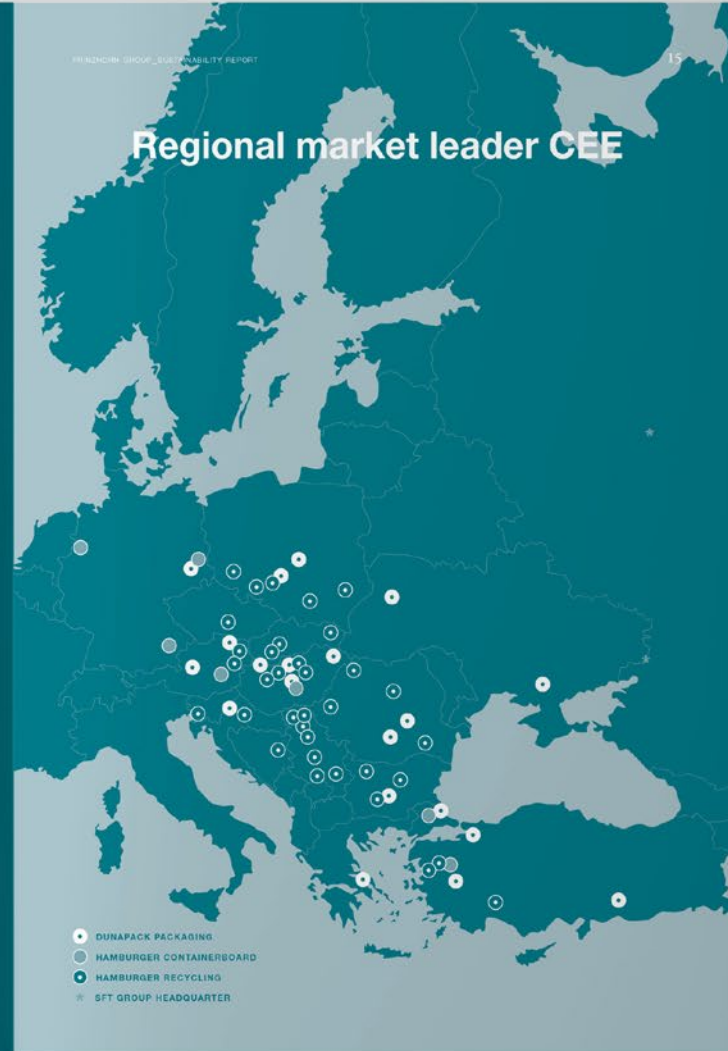 PRINZHORN GROUP_SUSTAINABILITY REPORT
15
Regional market leader CEE
DUNAPACK PACKAGING
HAMBURGER CONTAINERBOARD
HAMBURGER RECYCLING
SFT GROUP HEADQUARTER